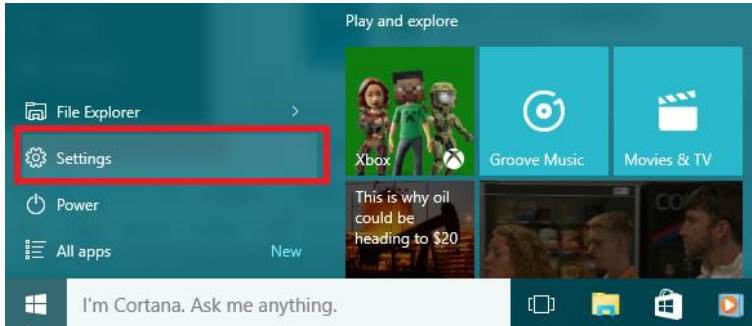 Play and explore
File Explorer
Settings
Power
All apps New
Xbox
Groove Music
Movies & TV
This is why oil
could be
heading to $20
I'm Cortana. Ask me anything.